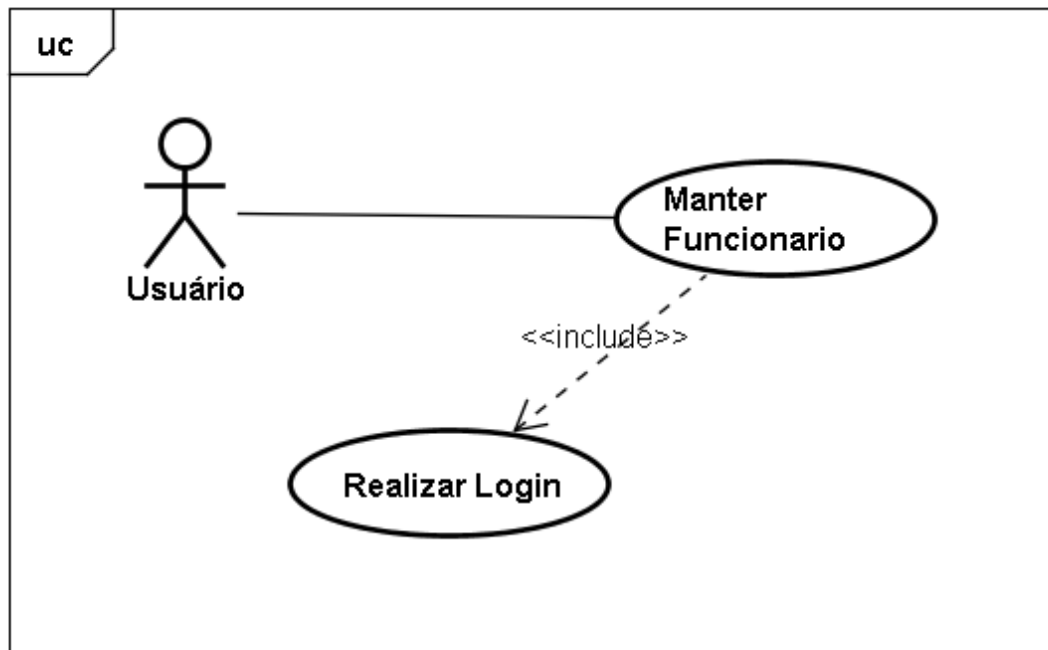 uc
Usuário
Manter
Funcionario
<<include>>
Realizar Login